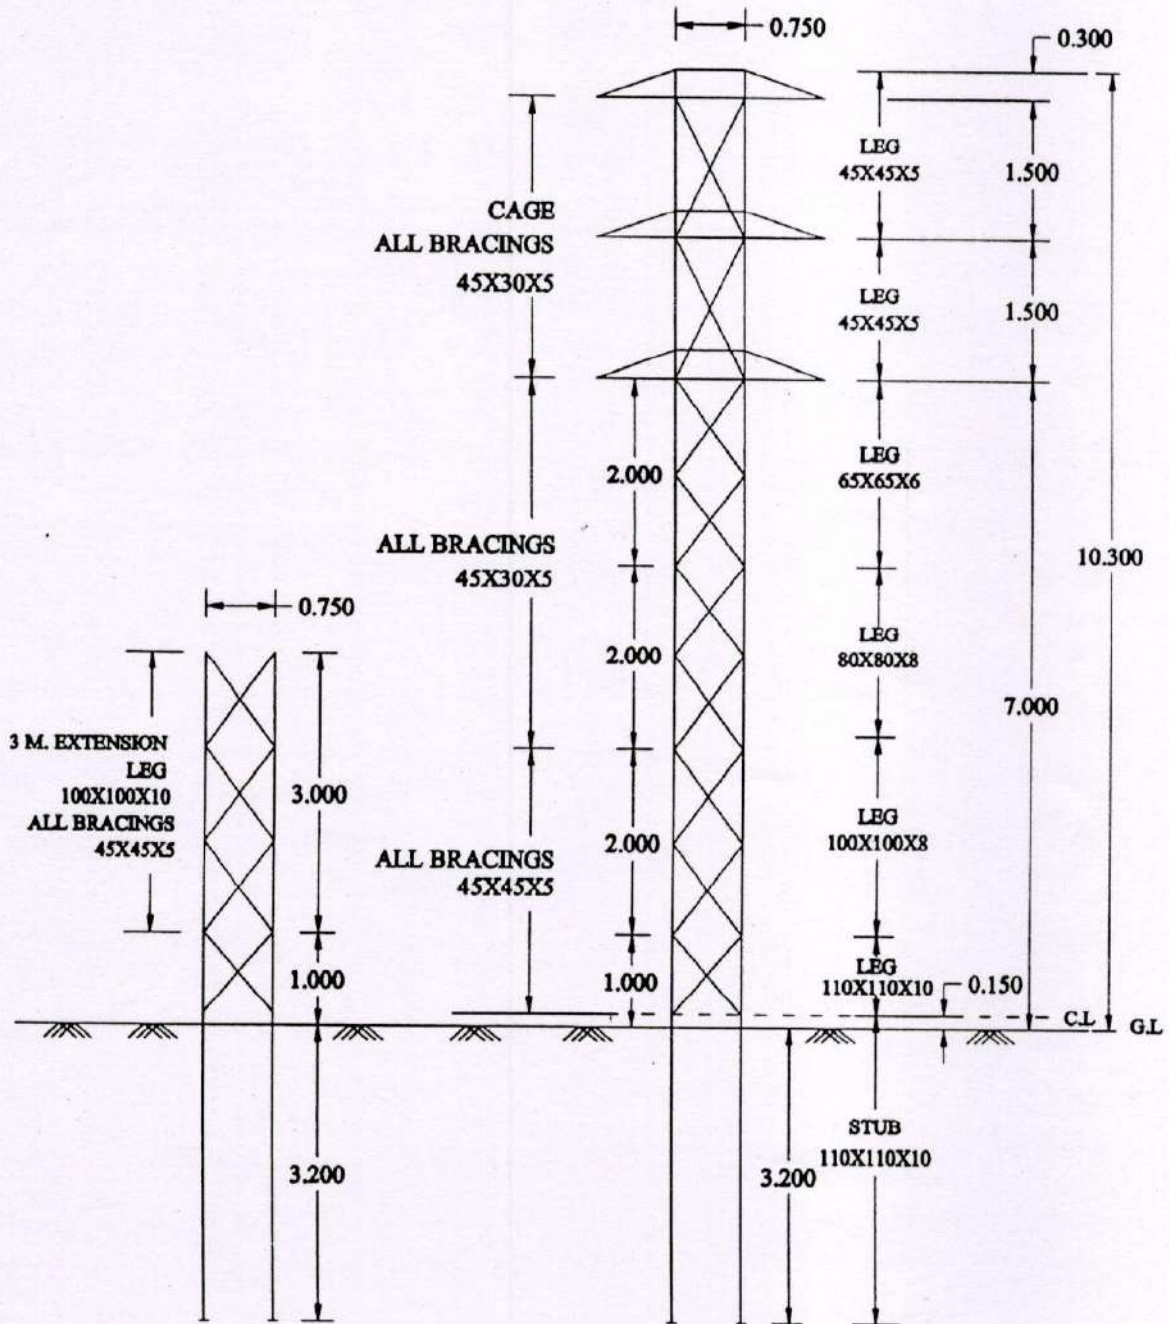 0.750
0.300
LEG
45X45X5
1.500
CAGE
ALL BRACINGS
45X30X5
LEG
45X45X5
1.500
2.000
LEG
65X65X6
ALL BRACINGS
45X30X5
10.300
0.750
2.000
LEG
80X80X8
7.000
3 M. EXTENSION
LEG
100X100X10
ALL BRACINGS
45X45X5
3.000
2.000
LEG
100X100X8
ALL BRACINGS
45X45X5
1.000
1.000
LEG
110X110X10
0.150
C.L
G.L
STUB
110X110X10
3.200
3.200